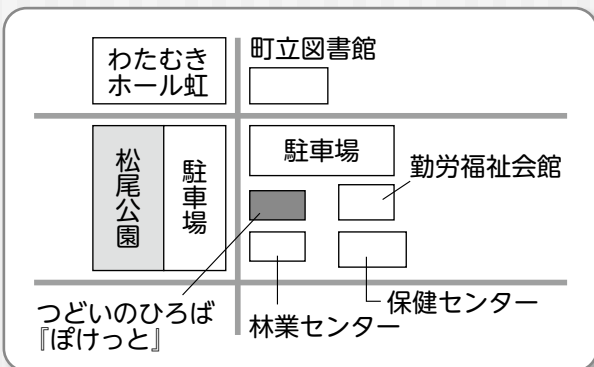 わたむき
ホール虹
町立図書館
松尾公園
駐車場
駐車場
勤労福祉会館
つどいのひろば
『ぽけっと』
林業センター
保健センター